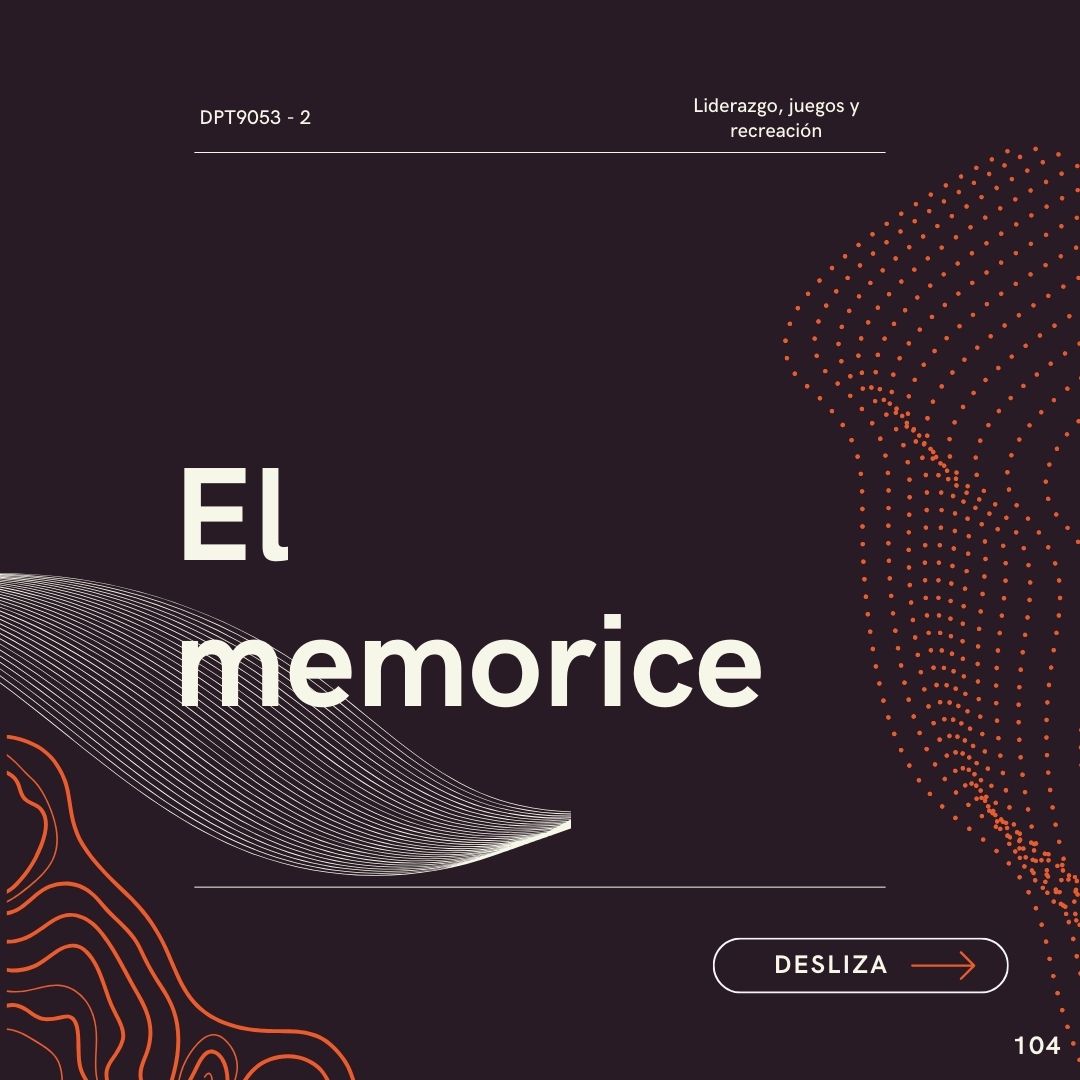 DPT9053 - 2
Liderazgo, juegos y
recreación
El
memorice
DESLIZA
104